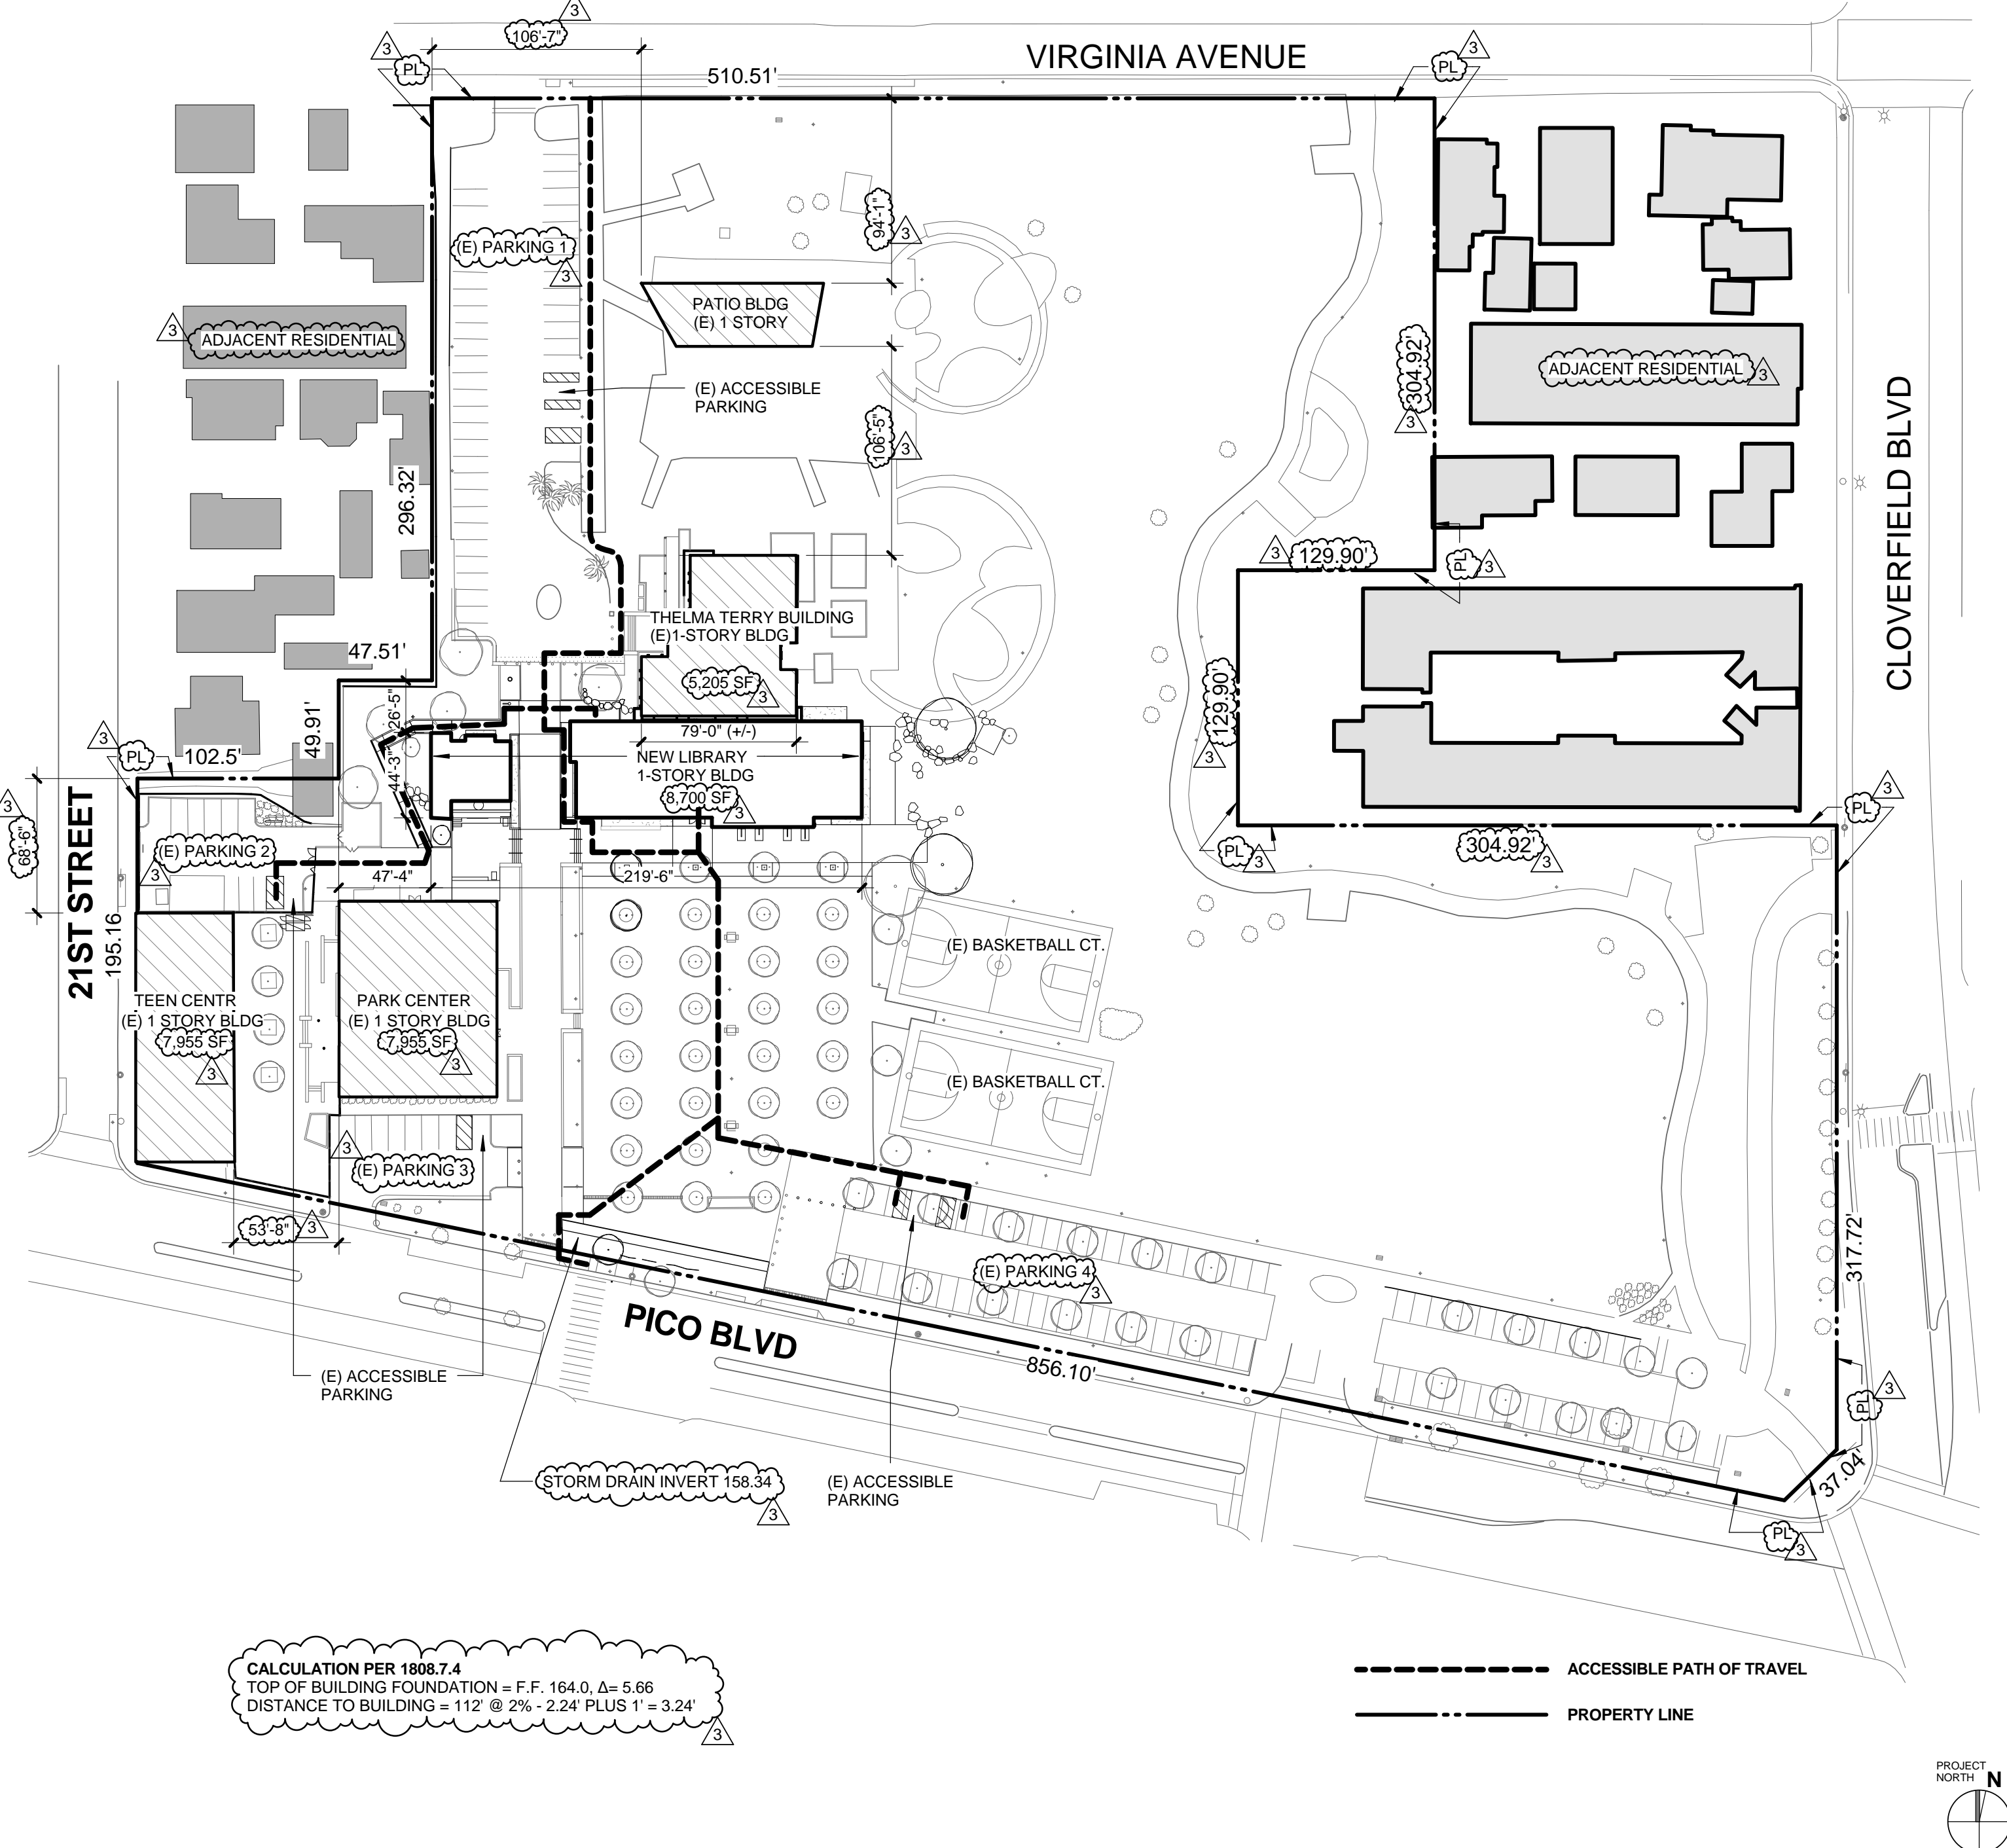 3
106'-7"
3
PL
510.51'
VIRGINIA AVENUE
3
PL
94'-1"
3
(E) PARKING 1
3
PATIO BLDG
(E) 1 STORY
3
ADJACENT RESIDENTIAL
304.92'
3
ADJACENT RESIDENTIAL
3
(E) ACCESSIBLE
PARKING
106'-5"
3
CLOVERFIELD BLVD
296.32'
3
129.90'
PL
3
THELMA TERRY BUILDING
(E)1-STORY BLDG
47.51'
5,205 SF
3
129.90'
3
26'-5"
49.91'
79'-0" (+/-)
3
PL
102.5'
44'-3"
NEW LIBRARY
1-STORY BLDG
8,700 SF
3
3
PL
3
68'-6"
21ST STREET
(E) PARKING 2
3
PL
3
304.92'
3
47'-4"
219'-6"
195.16
(E) BASKETBALL CT.
TEEN CENTR
(E) 1 STORY BLDG
7,955 SF
3
PARK CENTER
(E) 1 STORY BLDG
7,955 SF
3
(E) BASKETBALL CT.
3
(E) PARKING 3
53'-8"
3
317.72'
(E) PARKING 4
3
PICO BLVD
856.10'
(E) ACCESSIBLE
PARKING
PL
3
STORM DRAIN INVERT 158.34
3
(E) ACCESSIBLE
PARKING
37.04'
PL
3
CALCULATION PER 1808.7.4
TOP OF BUILDING FOUNDATION = F.F. 164.0, Δ= 5.66
DISTANCE TO BUILDING = 112' @ 2% - 2.24' PLUS 1' = 3.24'
3
ACCESSIBLE PATH OF TRAVEL
PROPERTY LINE
PROJECT
NORTH N